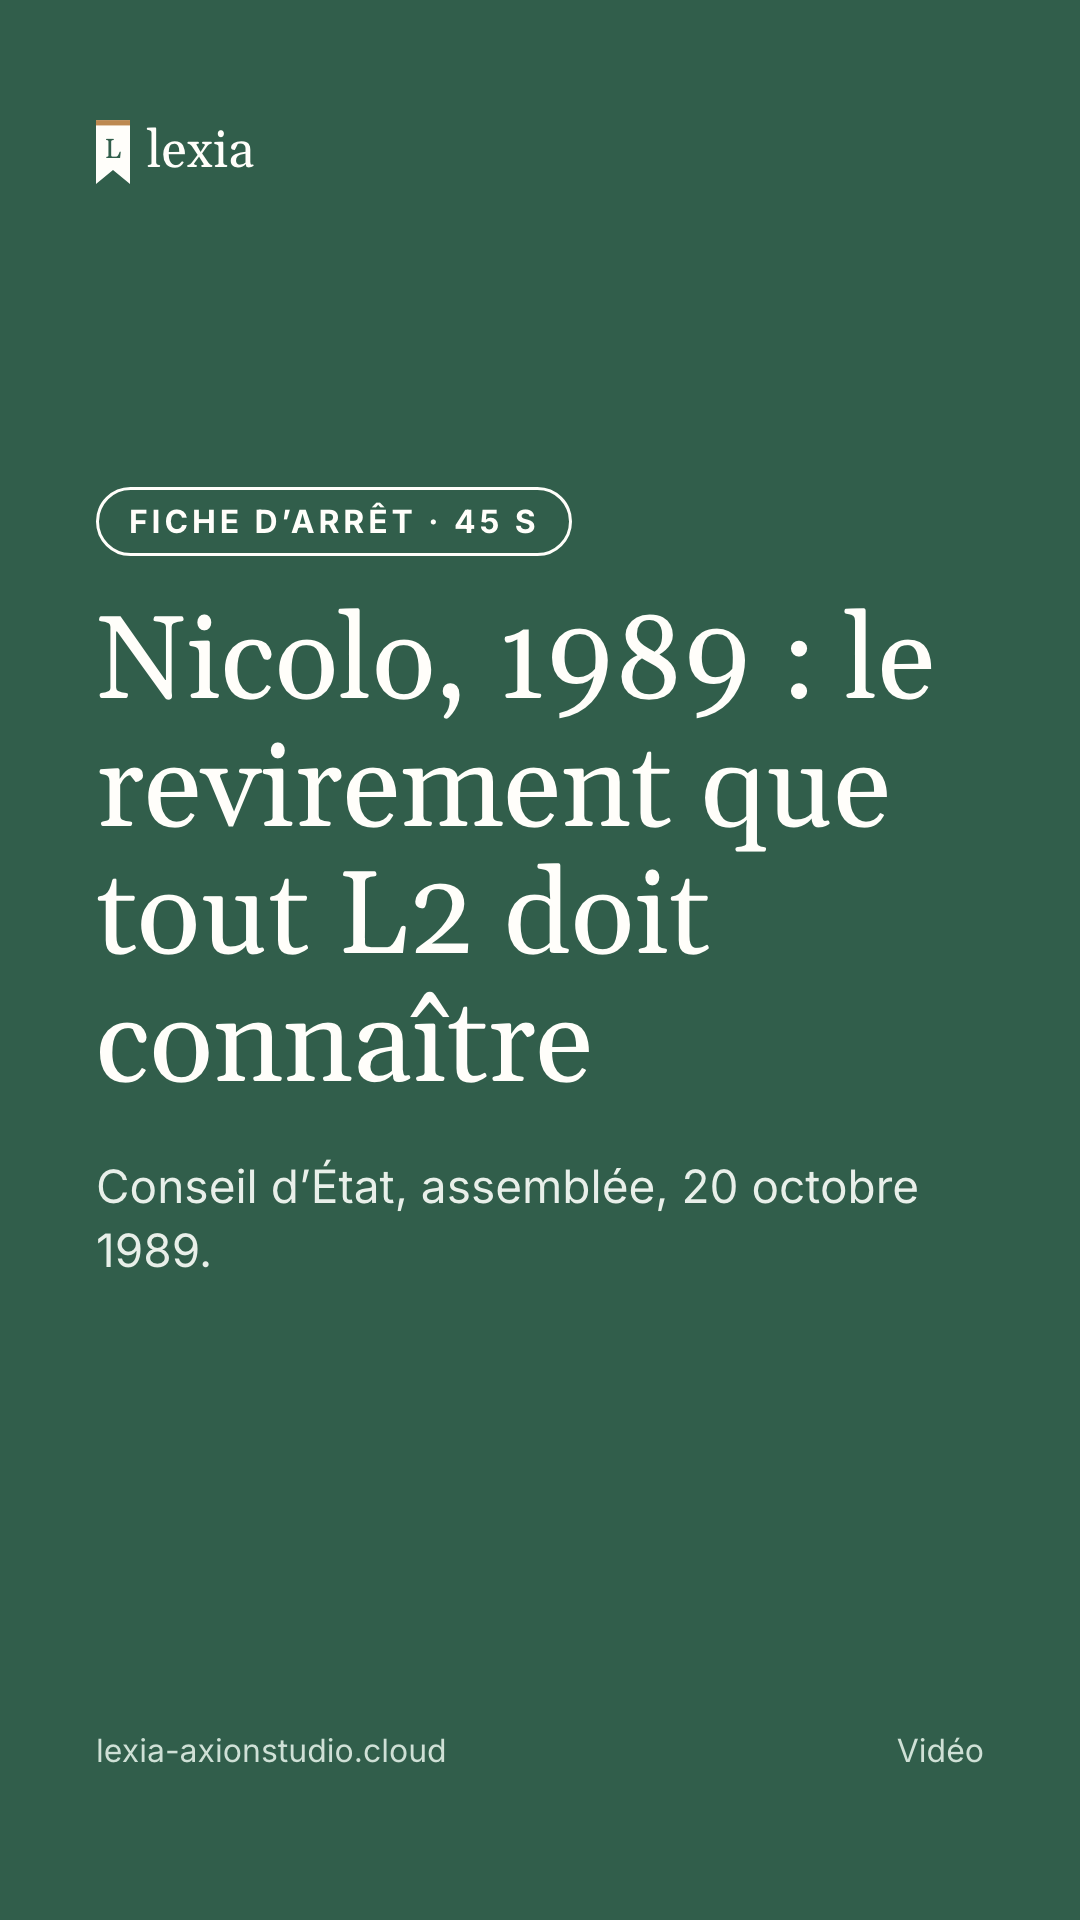 L lexia
FICHE D’ARRÊT · 45 S
Nicolo, 1989 : le
revirement que
tout L2 doit
connaître
Conseil d’État, assemblée, 20 octobre
1989.
lexia-axionstudio.cloud
Vidéo